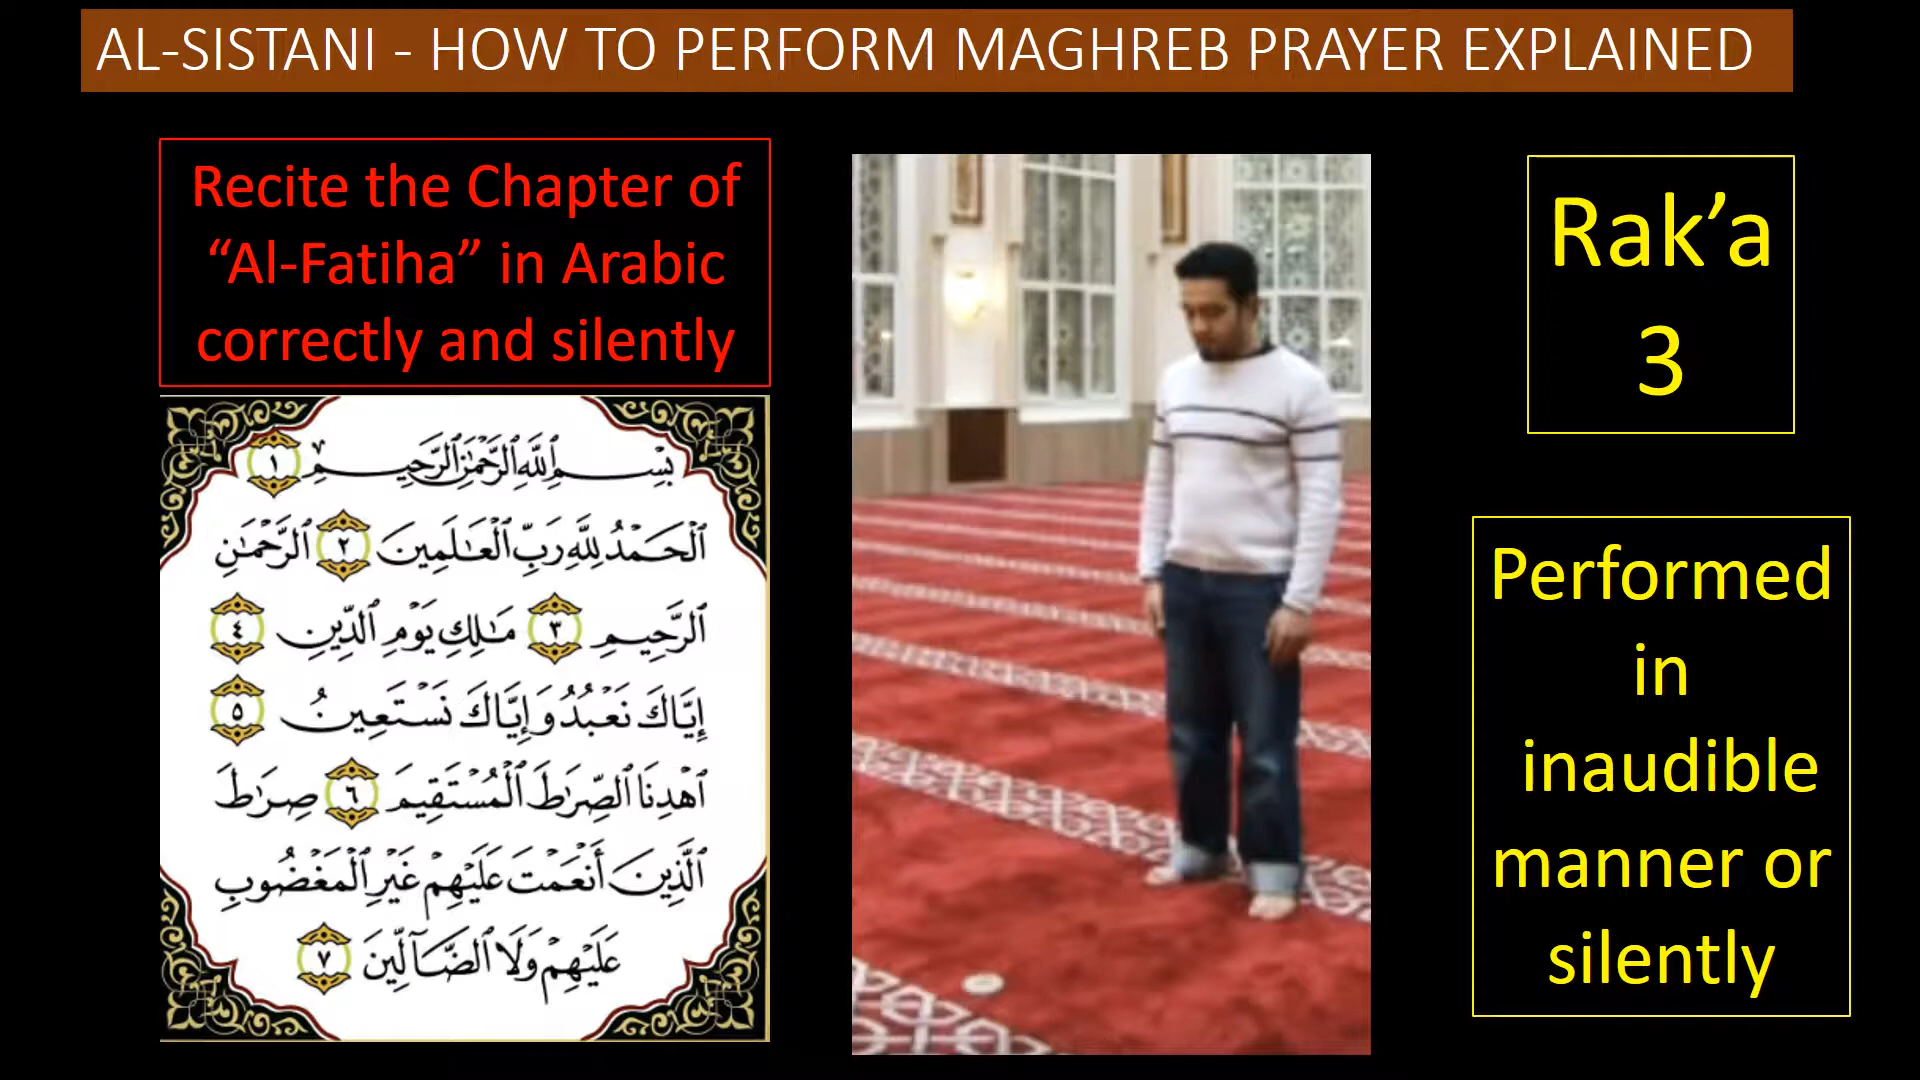 AL-SISTANI - HOW TO PERFORM MAGHREB PRAYER EXPLAINED
Recite the Chapter of
“Al-Fatiha” in Arabic
correctly and silently
بِسْمِ ٱللَّهِ ٱلرَّحْمَٰنِ ٱلرَّحِيمِ ١
ٱلْحَمْدُ لِلَّهِ رَبِّ ٱلْعَٰلَمِينَ ٢ ٱلرَّحْمَٰنِ
ٱلرَّحِيمِ ٣ مَٰلِكِ يَوْمِ ٱلدِّينِ ٤
إِيَّاكَ نَعْبُدُ وَإِيَّاكَ نَسْتَعِينُ ٥
ٱهْدِنَا ٱلصِّرَٰطَ ٱلْمُسْتَقِيمَ ٦ صِرَٰطَ
ٱلَّذِينَ أَنْعَمْتَ عَلَيْهِمْ غَيْرِ ٱلْمَغْضُوبِ
عَلَيْهِمْ وَلَا ٱلضَّآلِّينَ ٧
Rak’a
3
Performed
in
inaudible
manner or
silently